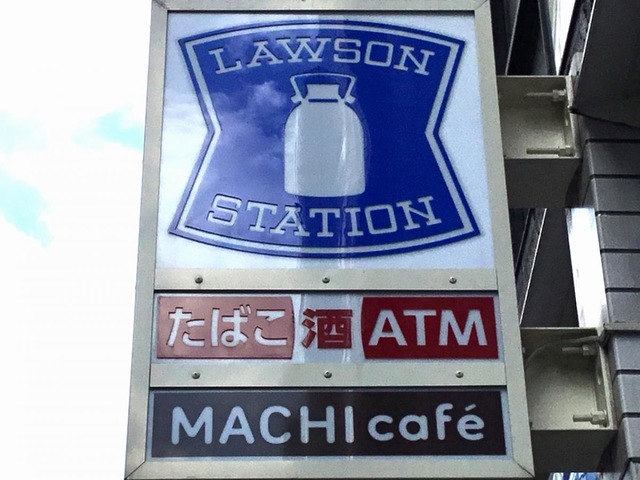 LAWSON
STATION
たばこ 酒 ATM
MACHI café